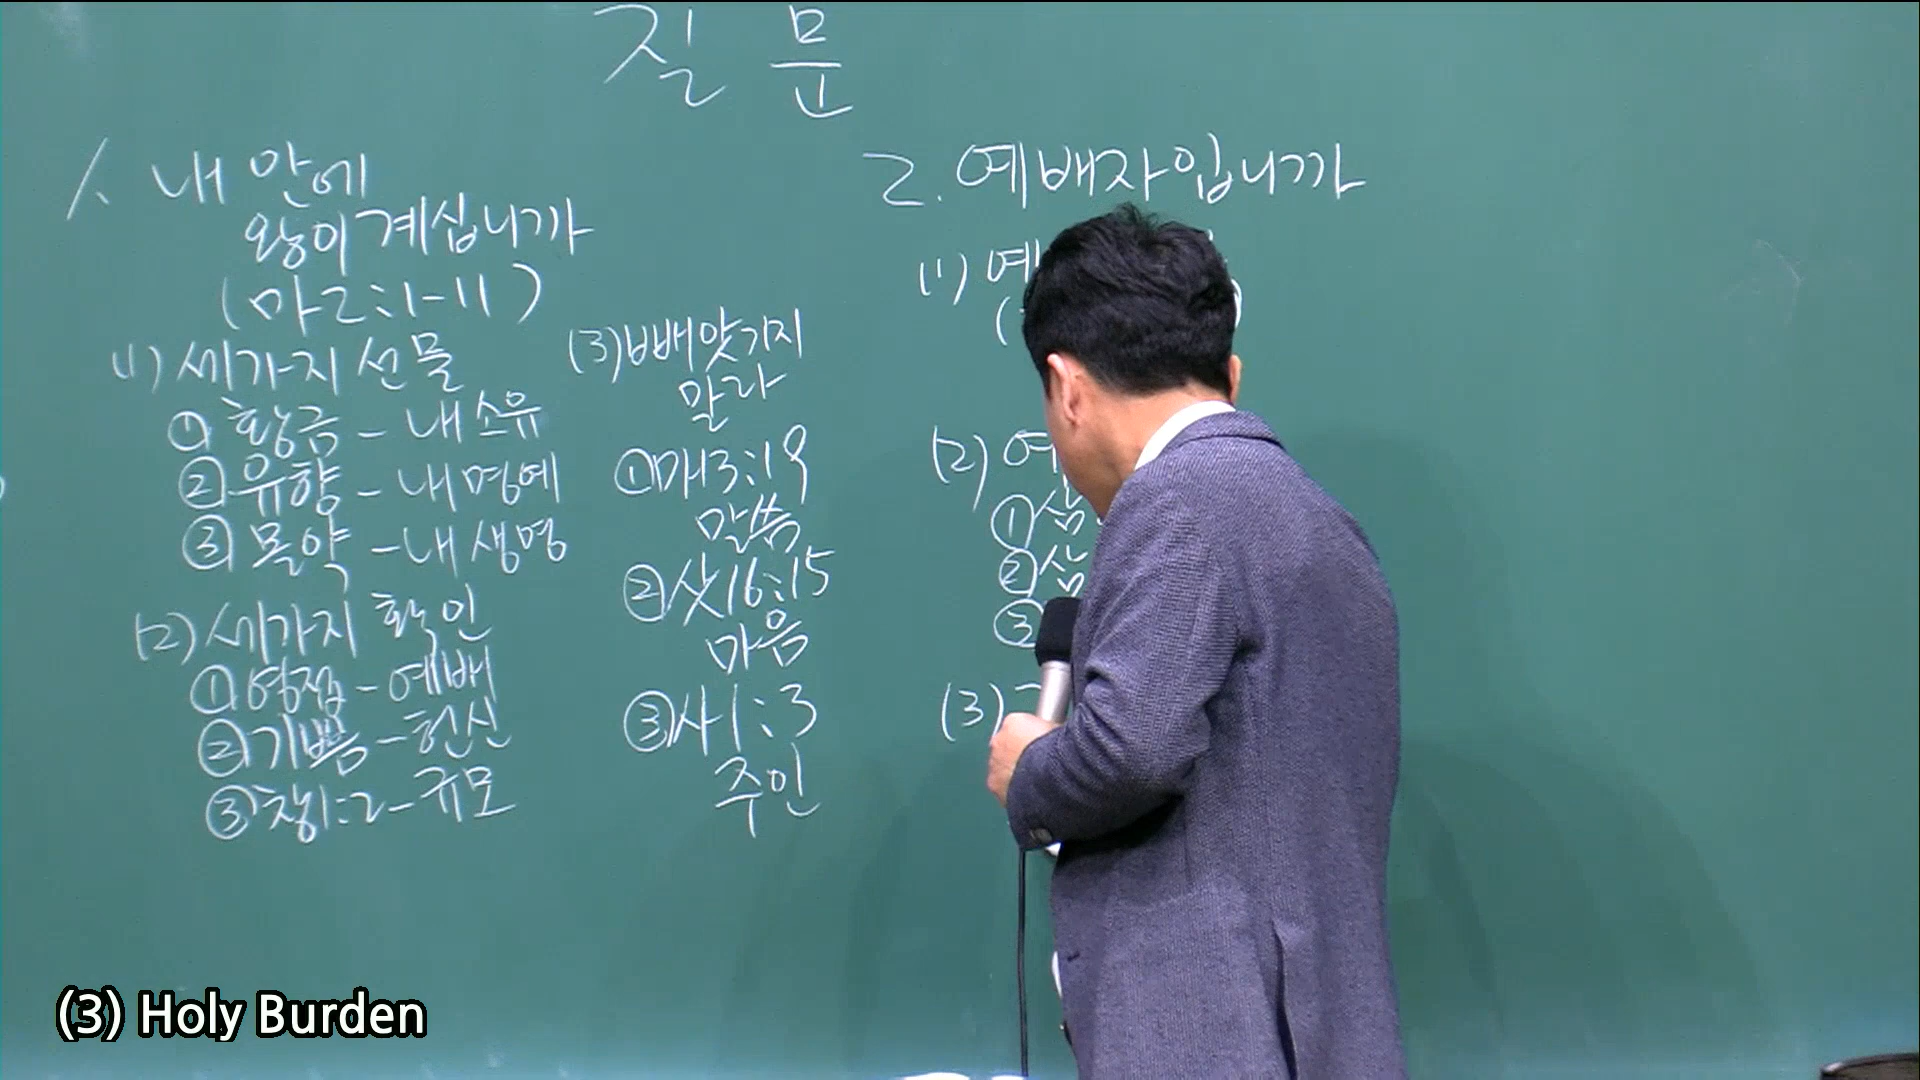 질문
1. 내 안에
왕이 계십니까
(마2:1-11)
(1) 세가지 선물
① 황금 - 내 소유
② 유향 - 내 명예
③ 몰약 - 내 생명
(2) 세가지 확인
① 영접 - 예배
② 기쁨 - 헌신
③ 창1:2 - 규모
(3) 빼앗기지
말라
① 마13:19
말씀
② 삿16:15
마음
③ 사1:3
주인
2. 예배자입니까
(1) 예
(2)
① 삶
② 삶
③
(3)
(3) Holy Burden